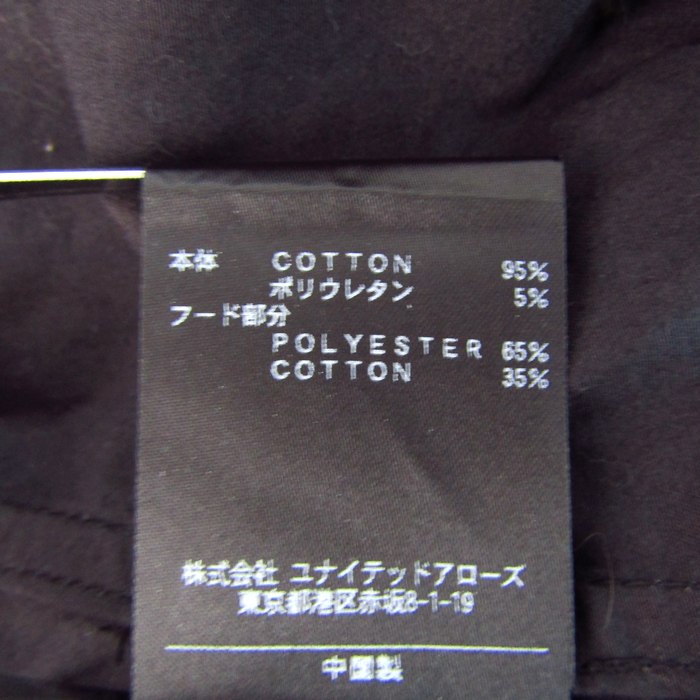 本体 COTTON 95%
ポリウレタン 5%
フード部分
POLYESTER 65%
COTTON 35%
株式会社 ユナイテッドアローズ
東京都港区赤坂8-1-19
中国製